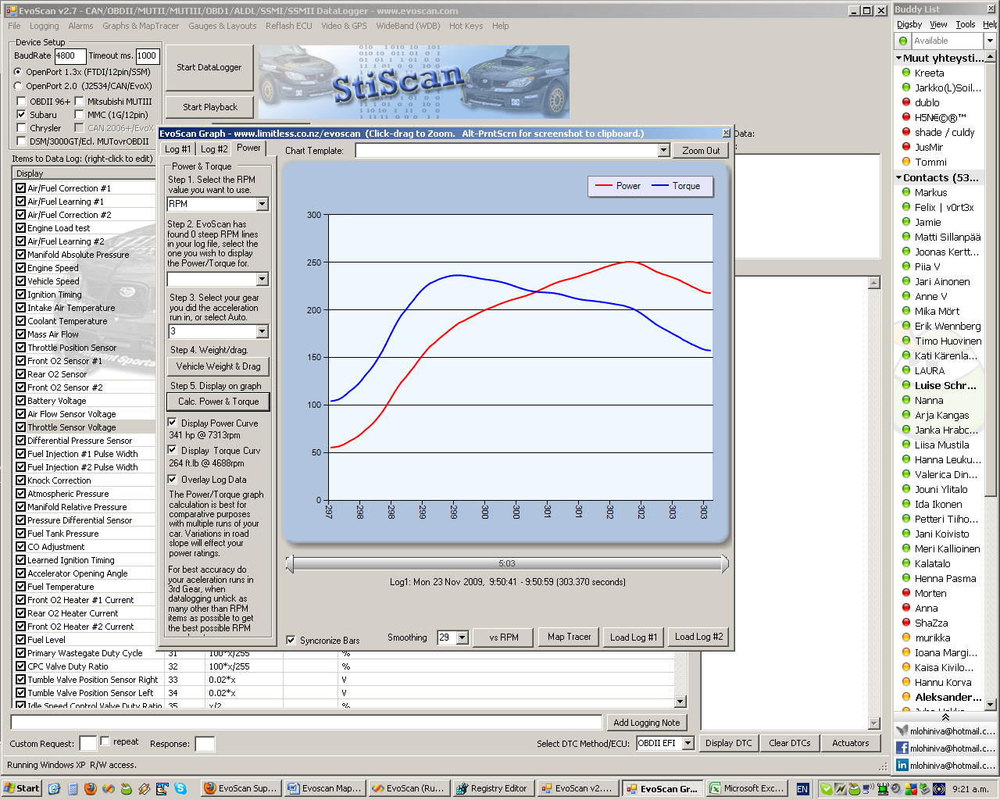 EvoScan v2.7 - CAN/OBDII/MUTII/MUTIII/OBD1/ALDL/SSMI/SSMII DataLogger - www.evoscan.com
File Logging Alarms Graphs & MapTracer Gauges & Layouts Reflash ECU Video & GPS WideBand (WDB) Hot Keys Help
Device Setup
BaudRate 4800 Timeout ms. 1000
OpenPort 1.3x (FTDI/12pin/SSM)
OpenPort 2.0 (J2534/CAN/EvoX)
OBDII 96+ Mitsubishi MUTIII
Subaru MMC (1G/12pin)
Chrysler CAN 2006+/EvoX
DSM/3000GT/Ecl. MUTovrOBDII
Start DataLogger
Start Playback
StiScan
Items to Data Log: (right-click to edit)
Display
Air/Fuel Correction #1
Air/Fuel Learning #1
Air/Fuel Correction #2
Engine Load test
Air/Fuel Learning #2
Manifold Absolute Pressure
Engine Speed
Vehicle Speed
Ignition Timing
Intake Air Temperature
Coolant Temperature
Mass Air Flow
Throttle Position Sensor
Front O2 Sensor #1
Rear O2 Sensor
Front O2 Sensor #2
Battery Voltage
Air Flow Sensor Voltage
Throttle Sensor Voltage
Differential Pressure Sensor
Fuel Injection #1 Pulse Width
Fuel Injection #2 Pulse Width
Knock Correction
Atmospheric Pressure
Manifold Relative Pressure
Pressure Differential Sensor
Fuel Tank Pressure
CO Adjustment
Learned Ignition Timing
Accelerator Opening Angle
Fuel Temperature
Front O2 Heater #1 Current
Rear O2 Heater Current
Front O2 Heater #2 Current
Fuel Level
Primary Wastegate Duty Cycle 31 100*x/255 %
CPC Valve Duty Ratio 32 100*x/255 %
Tumble Valve Position Sensor Right 33 0.02*x V
Tumble Valve Position Sensor Left 34 0.02*x V
Idle Speed Control Valve Duty Ratio 35 x/2 %
Data:
EvoScan Graph - www.limitless.co.nz/evoscan (Click-drag to Zoom. Alt-PrntScrn for screenshot to clipboard.)
Log #1 Log #2 Power
Chart Template: Zoom Out
Power & Torque
Step 1. Select the RPM
value you want to use.
RPM
Step 2. EvoScan has
found 0 steep RPM lines
in your log file, select the
one you wish to display
the Power/Torque for.
Step 3. Select your gear
you did the acceleration
run in, or select Auto.
3
Step 4. Weight/drag.
Vehicle Weight & Drag
Step 5. Display on graph
Calc. Power & Torque
Display Power Curve
341 hp @ 7313rpm
Display Torque Curv
264 ft.lb @ 4688rpm
Overlay Log Data
The Power/Torque graph
calculation is best for
comparative purposes
with multiple runs of your
car. Variations in road
slope will effect your
power ratings.
For best accuracy do
your aceleration runs in
3rd Gear, when
datalogging untick as
many other than RPM
items as possible to get
the best possible RPM
Power Torque
300
250
200
150
100
50
0
297 298 298 299 299 300 300 301 301 302 302 303 303
5:03
Log1: Mon 23 Nov 2009, 9:50:41 - 9:50:59 (303.370 seconds)
Syncronize Bars Smoothing 29 vs RPM Map Tracer Load Log #1 Load Log #2
Add Logging Note
Custom Request: repeat Response:
Select DTC Method/ECU: OBDII EFI Display DTC Clear DTCs Actuators
Running Windows XP R/W access.
Buddy List
Digsby View Tools Help
Available
Muut yhteysti...
Kreeta
Jarkko(L)Soil...
dublo
H5N€©®™
shade / culdy
JusMir
Tommi
Contacts (53...
Markus
Felix | v0rt3x
Jamie
Matti Sillanpää
Joonas Kertt...
Piia V
Jari Ainonen
Anne V
Mika Mört
Erik Wennberg
Timo Huovinen
Kati Kärenla...
LAURA
Luise Schr...
Nanna
Arja Kangas
Janka Hrabc...
Liisa Mustila
Hanna Leuku...
Valerica Din...
Jouni Ylitalo
Ida Ikonen
Petteri Tiiho...
Jani Koivisto
Meri Kallioinen
Kalatalo
Henna Pasma
Morten
Anna
ShaZza
murikka
Ioana Margi...
Kaisa Kivilo...
Hannu Korva
Aleksander...
mlohiniva@hotmail.c...
mlohiniva@hotmail.c...
mlohiniva@hotmail.c...
Start EvoScan Sup... Evoscan Map... EvoScan (Ru... Registry Editor EvoScan v2.... EvoScan Gr... Microsoft Exc... EN 9:21 a.m.